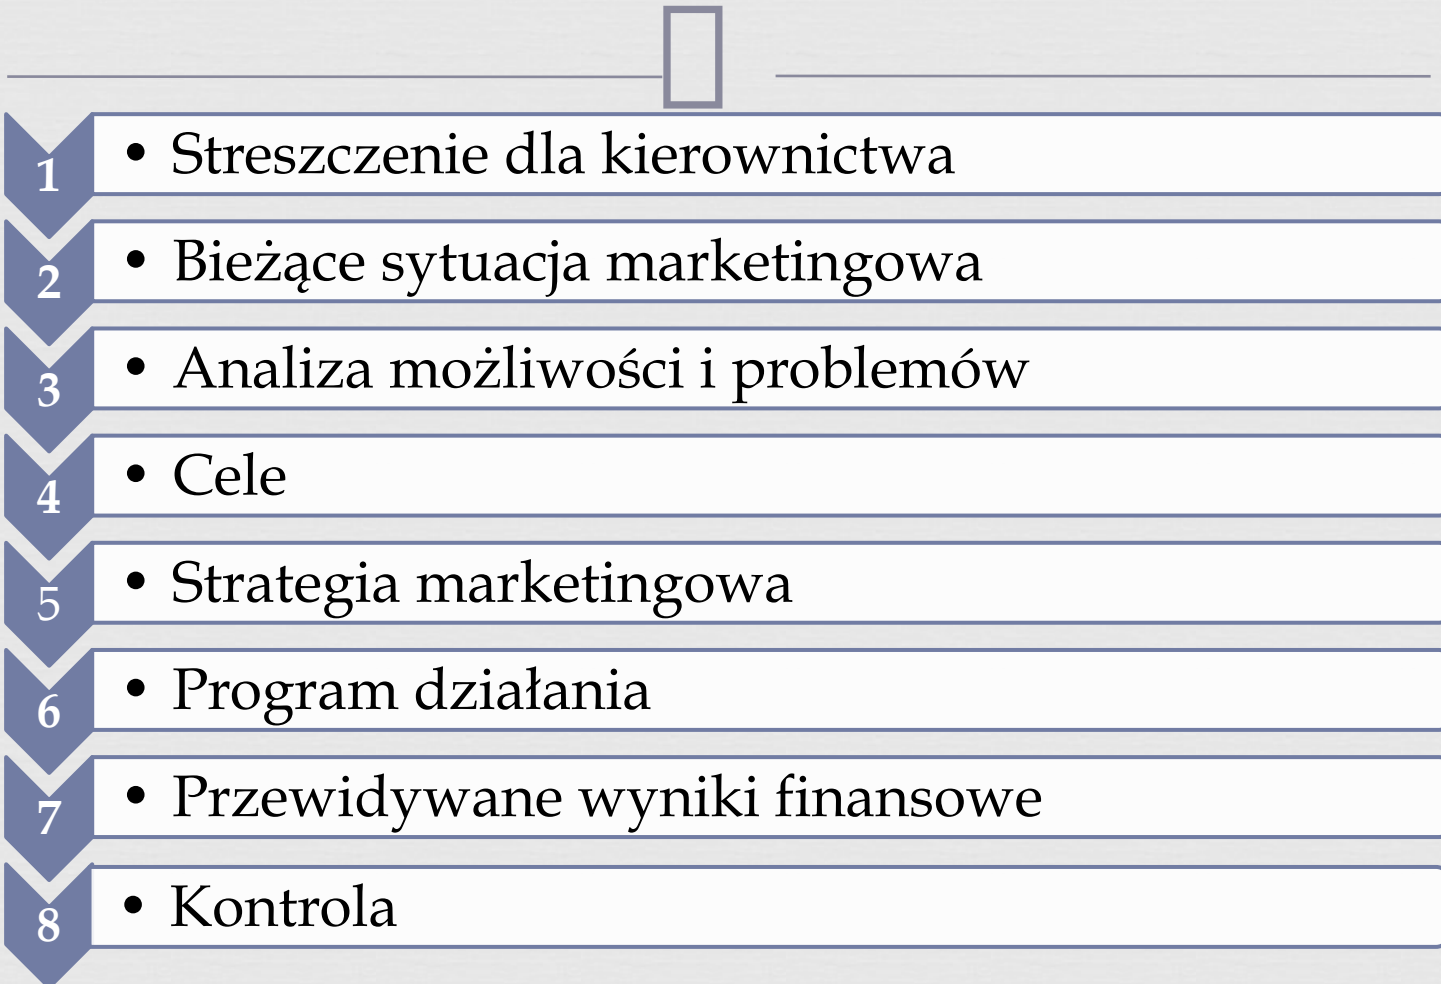 1 • Streszczenie dla kierownictwa
2 • Bieżące sytuacja marketingowa
3 • Analiza możliwości i problemów
4 • Cele
5 • Strategia marketingowa
6 • Program działania
7 • Przewidywane wyniki finansowe
8 • Kontrola